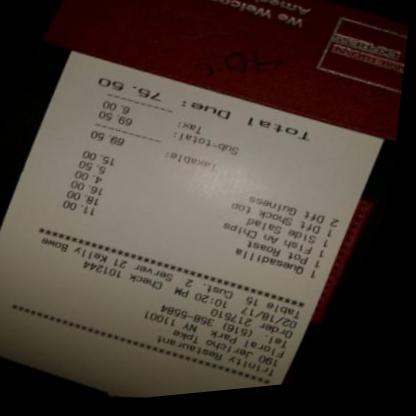 Trinity Restaurant
190 Jericho Tpke
Floral Park NY 11001
Tel. (516) 358-5584
Order 217510
02/18/17 10:20 PM Check 101244
Table 15 Cust. 2 Server 21 Kelly Bowe
1 Quesadilla 11.00
1 Pot Roast 18.00
1 Fish An Chips 16.00
1 Side Salad 4.00
1 Dft Shock top 5.50
2 Dft Guiness 15.00
Taxable: 69.50
Sub-total: 69.50
Tax: 6.00
Total Due: 75.50
We Welcome
AMERICAN
EXPRESS